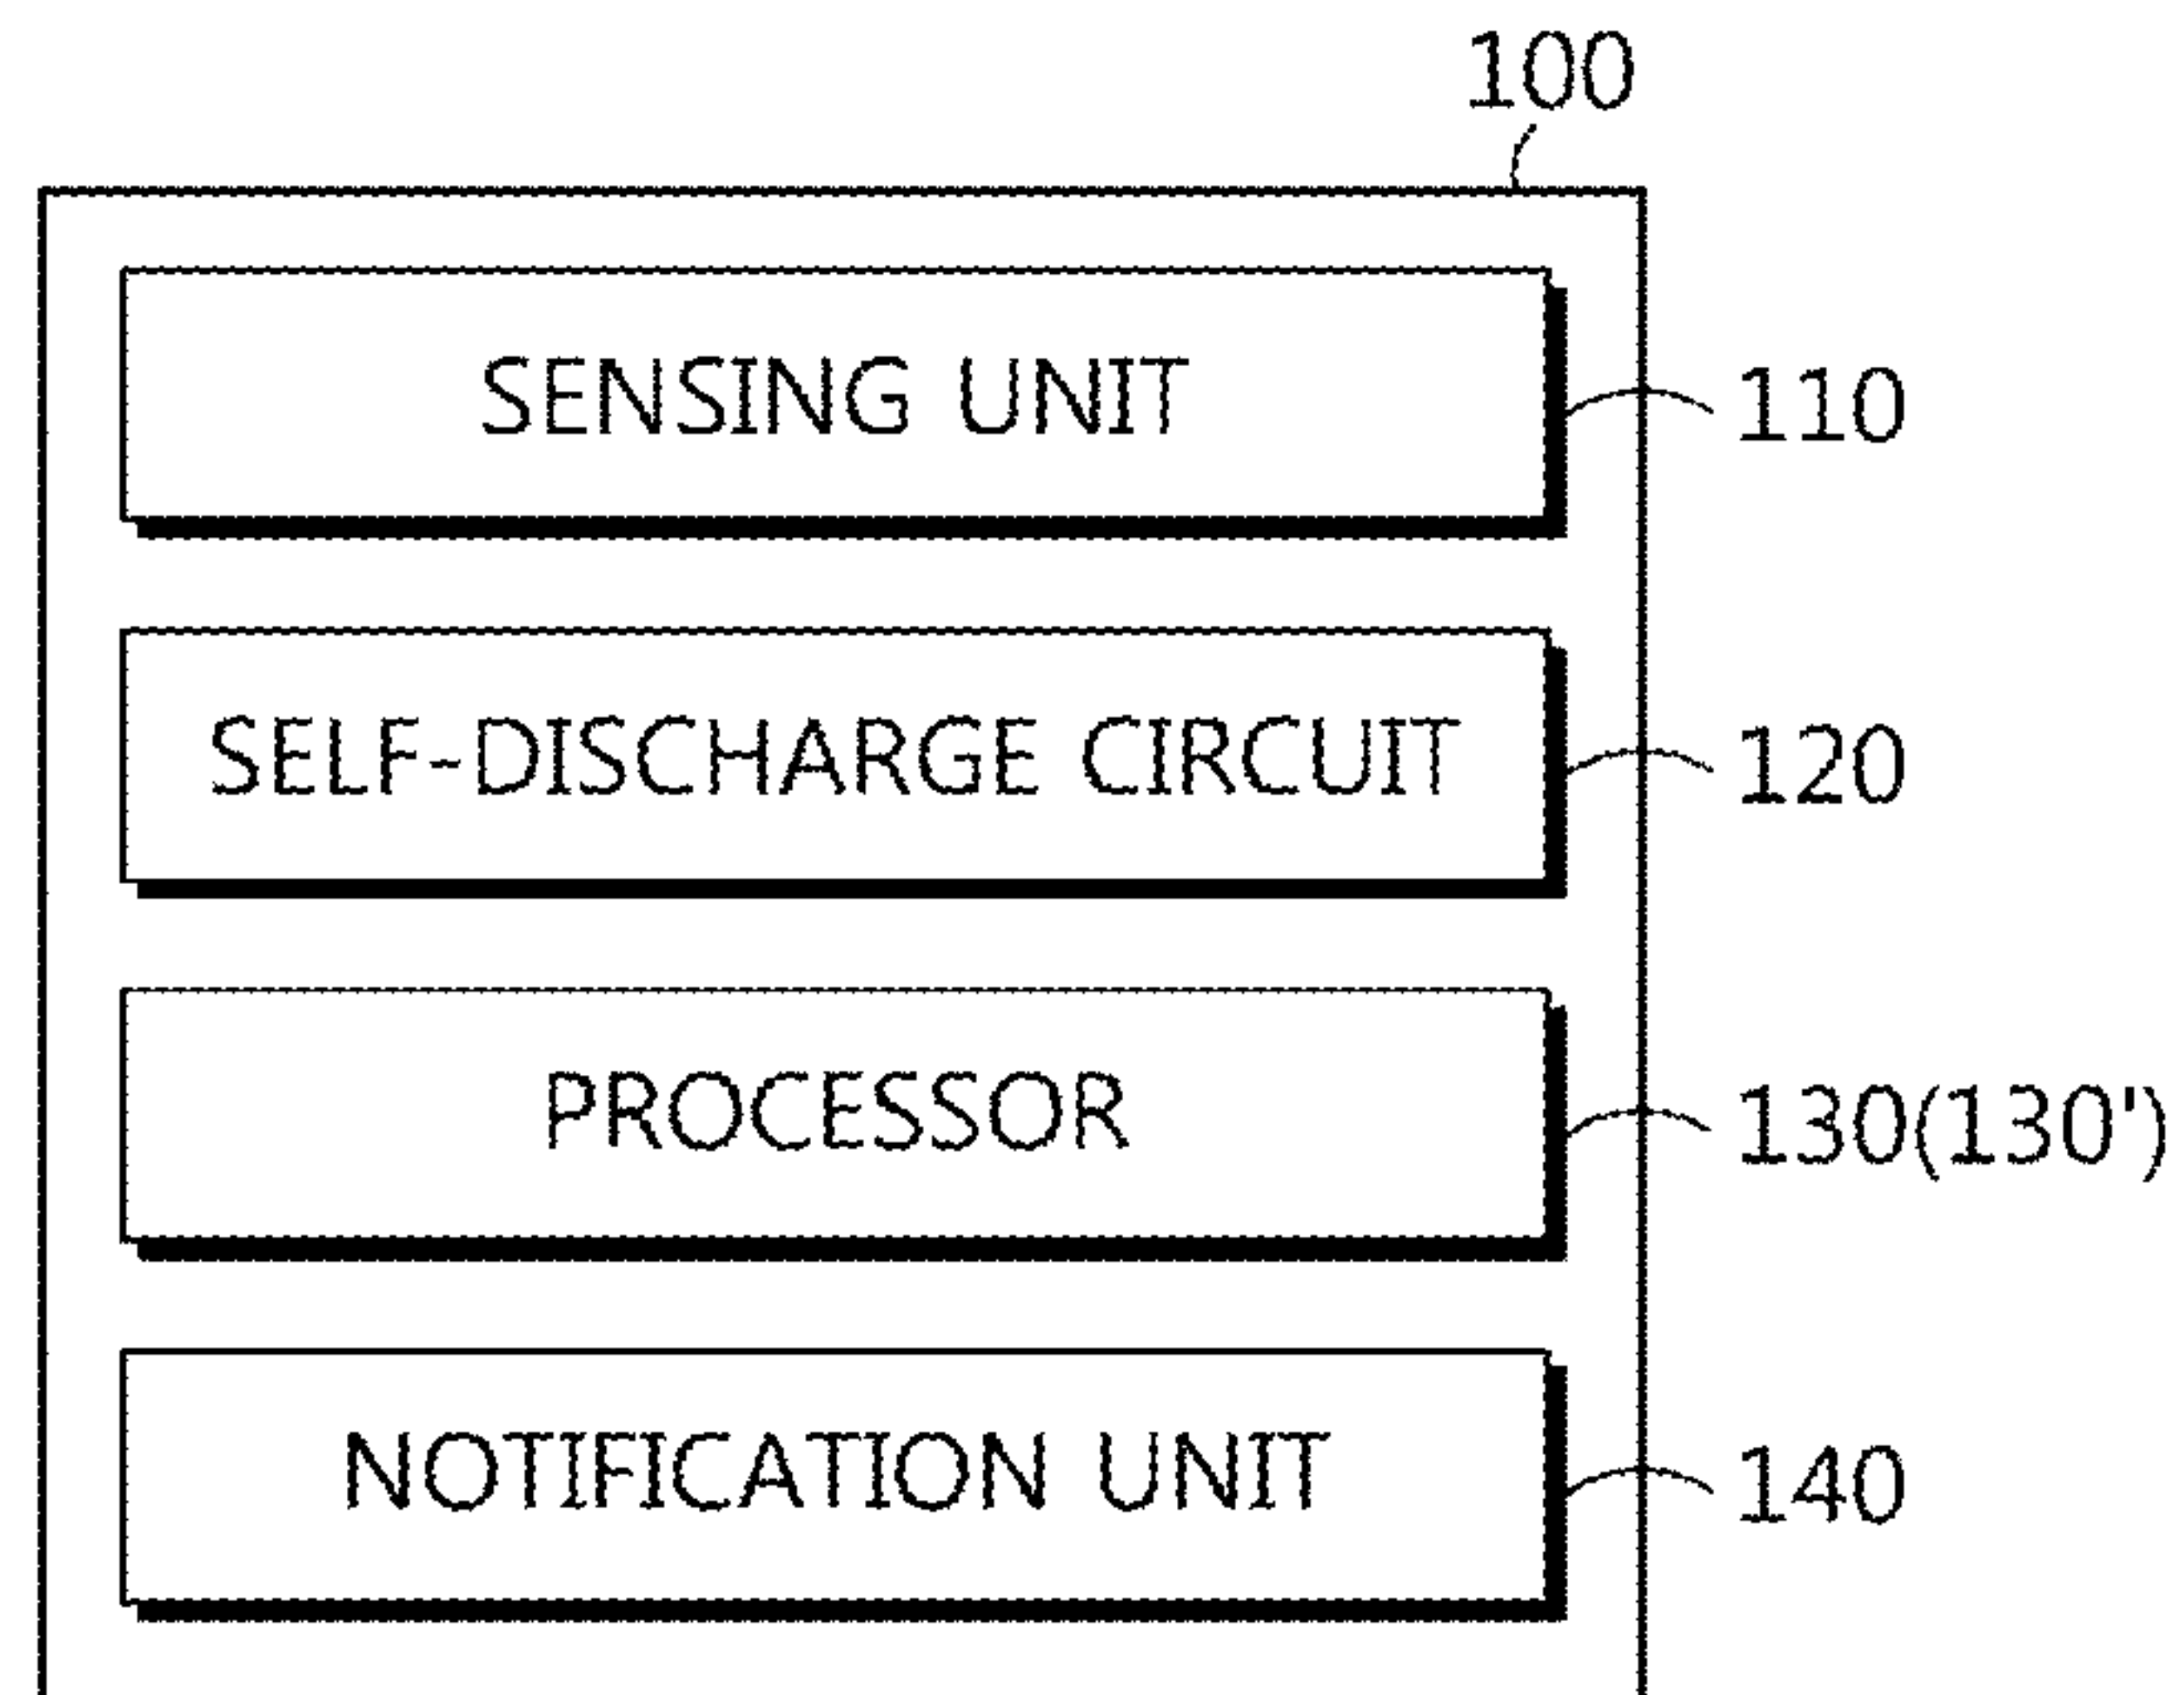 100
SENSING UNIT
110
SELF-DISCHARGE CIRCUIT
120
PROCESSOR
130(130')
NOTIFICATION UNIT
140